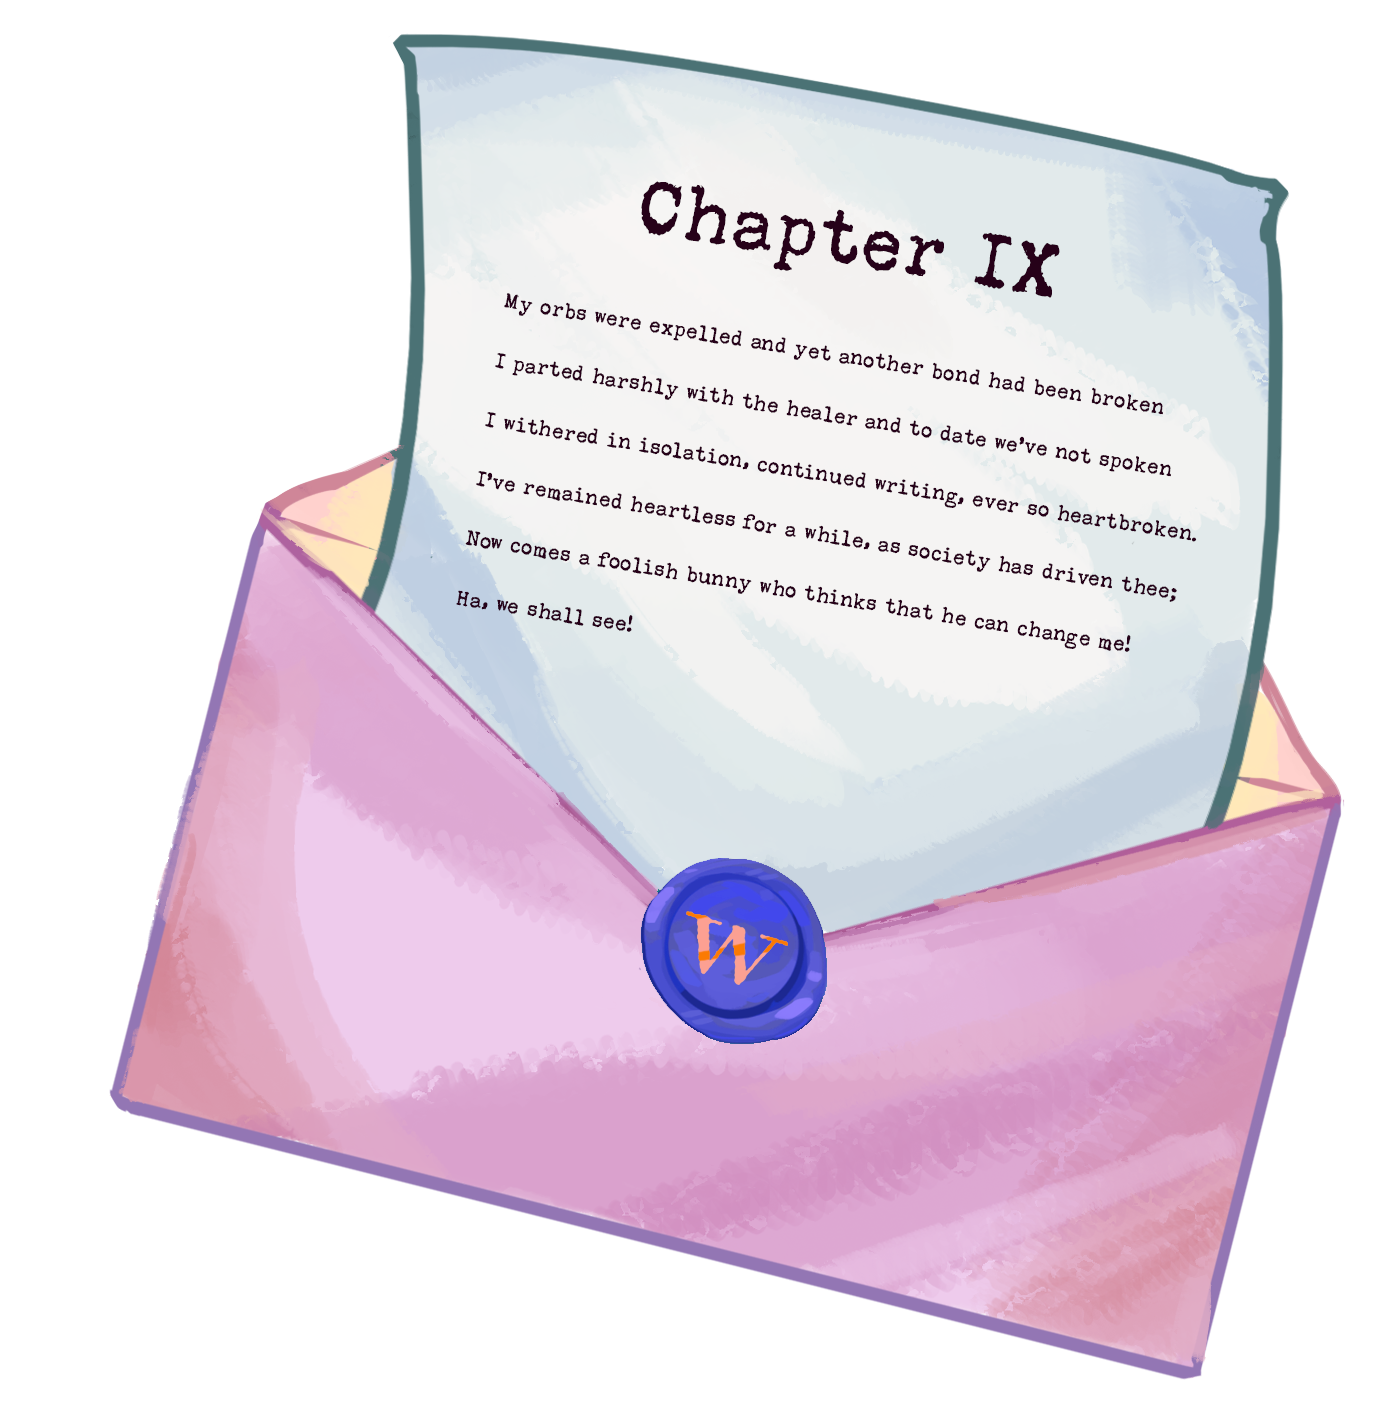 Chapter IX
My orbs were expelled and yet another bond had been broken
I parted harshly with the healer and to date we've not spoken
I withered in isolation, continued writing, ever so heartbroken.
I've remained heartless for a while, as society has driven thee;
Now comes a foolish bunny who thinks that he can change me!
Ha, we shall see!
W